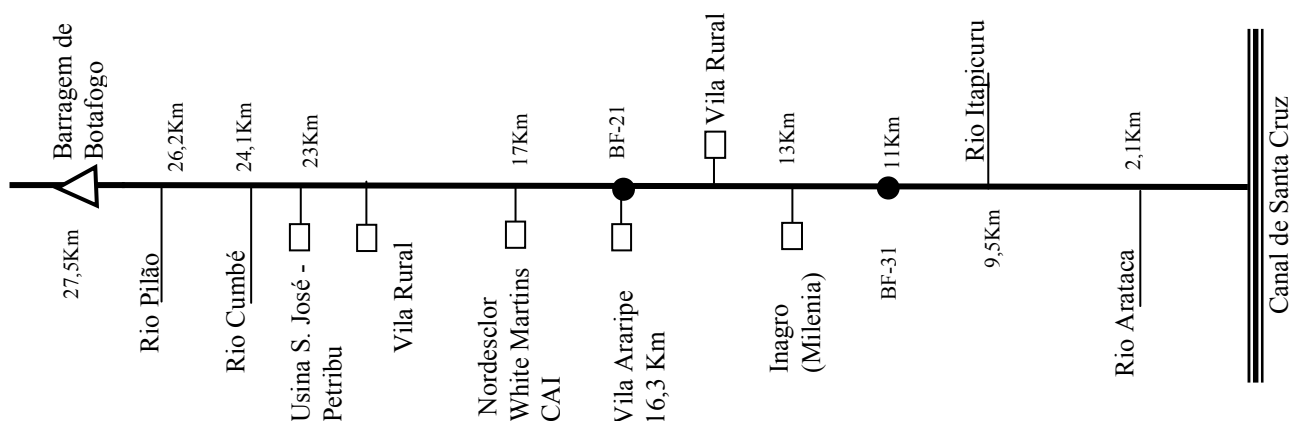 Barragem de
Botafogo
27,5Km
26,2Km
Rio Pilão
24,1Km
Rio Cumbé
23Km
Usina S. José -
Petribu
Vila Rural
17Km
Nordesclor
White Martins
CAI
BF-21
Vila Araripe
16,3 Km
Vila Rural
13Km
Inagro
(Milenia)
11Km
BF-31
Rio Itapicuru
9,5Km
2,1Km
Rio Arataca
Canal de Santa Cruz